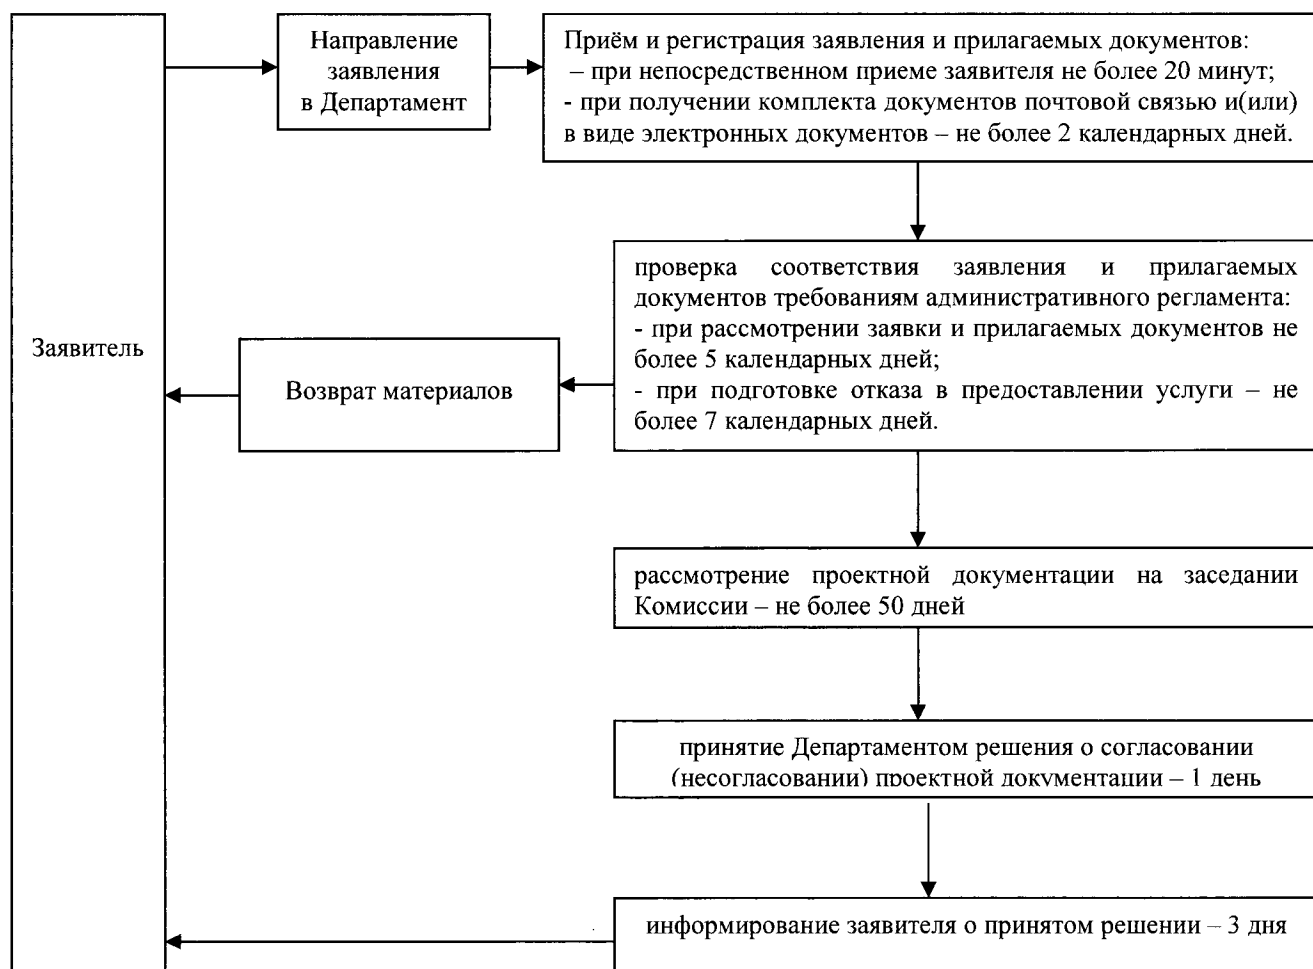 Направление
заявления
в Департамент
Приём и регистрация заявления и прилагаемых документов:
– при непосредственном приеме заявителя не более 20 минут;
- при получении комплекта документов почтовой связью и(или)
в виде электронных документов – не более 2 календарных дней.
проверка соответствия заявления и прилагаемых
документов требованиям административного регламента:
- при рассмотрении заявки и прилагаемых документов не
более 5 календарных дней;
- при подготовке отказа в предоставлении услуги – не
более 7 календарных дней.
Заявитель
Возврат материалов
рассмотрение проектной документации на заседании
Комиссии – не более 50 дней
принятие Департаментом решения о согласовании
(несогласовании) проектной документации – 1 день
информирование заявителя о принятом решении – 3 дня